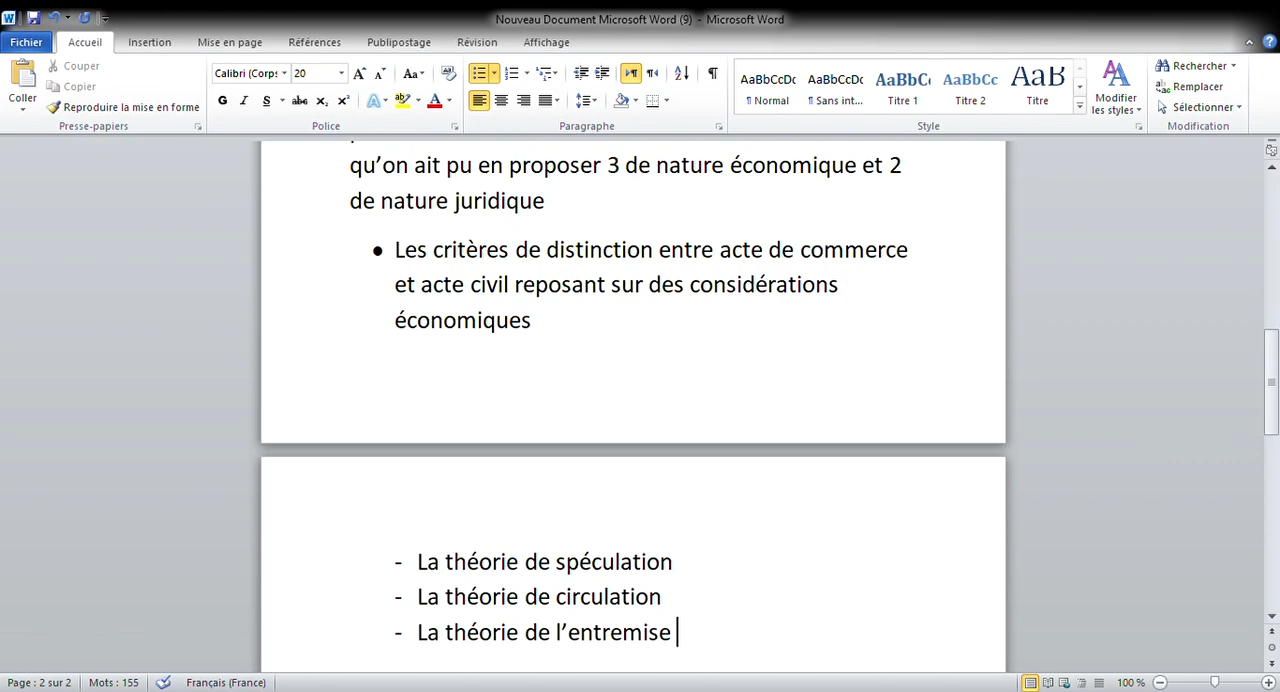 Nouveau Document Microsoft Word (9) - Microsoft Word
Fichier Accueil Insertion Mise en page Références Publipostage Révision Affichage
Coller
Couper
Copier
Reproduire la mise en forme
Presse-papiers
Calibri (Corps 20
G I S abc x₂ x² A ab A Aa
Police
Paragraphe
AaBbCcDc AaBbCcDc AaBbC AaBbCc AaB
¶ Normal ¶ Sans int... Titre 1 Titre 2 Titre
Modifier
les styles
Style
Rechercher
Remplacer
Sélectionner
Modification
qu’on ait pu en proposer 3 de nature économique et 2
de nature juridique
• Les critères de distinction entre acte de commerce
et acte civil reposant sur des considérations
économiques
- La théorie de spéculation
- La théorie de circulation
- La théorie de l’entremise
Page : 2 sur 2 Mots : 155 Français (France) 100 %